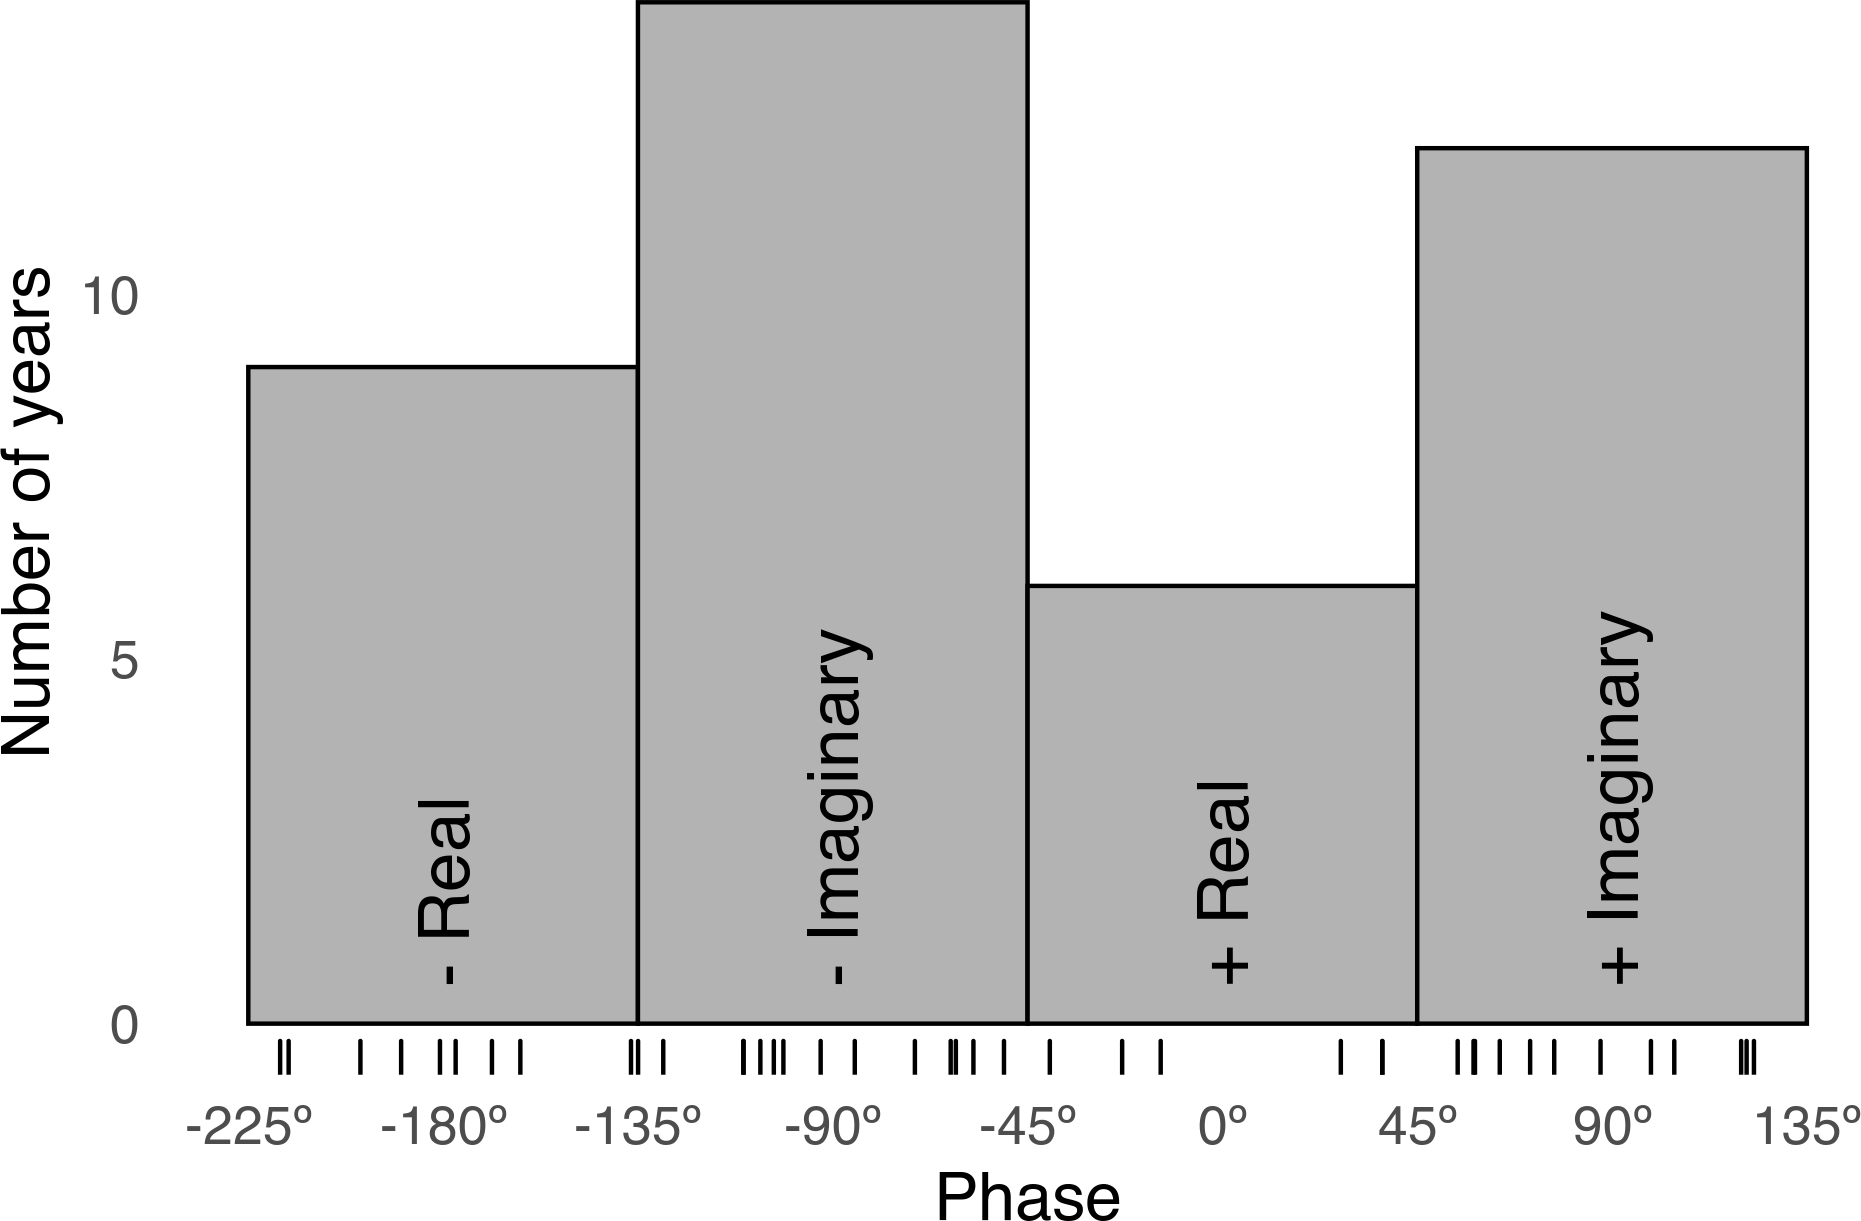 Number of years
10
5
0
- Real
- Imaginary
+ Real
+ Imaginary
-225º
-180º
-135º
-90º
-45º
0º
45º
90º
135º
Phase